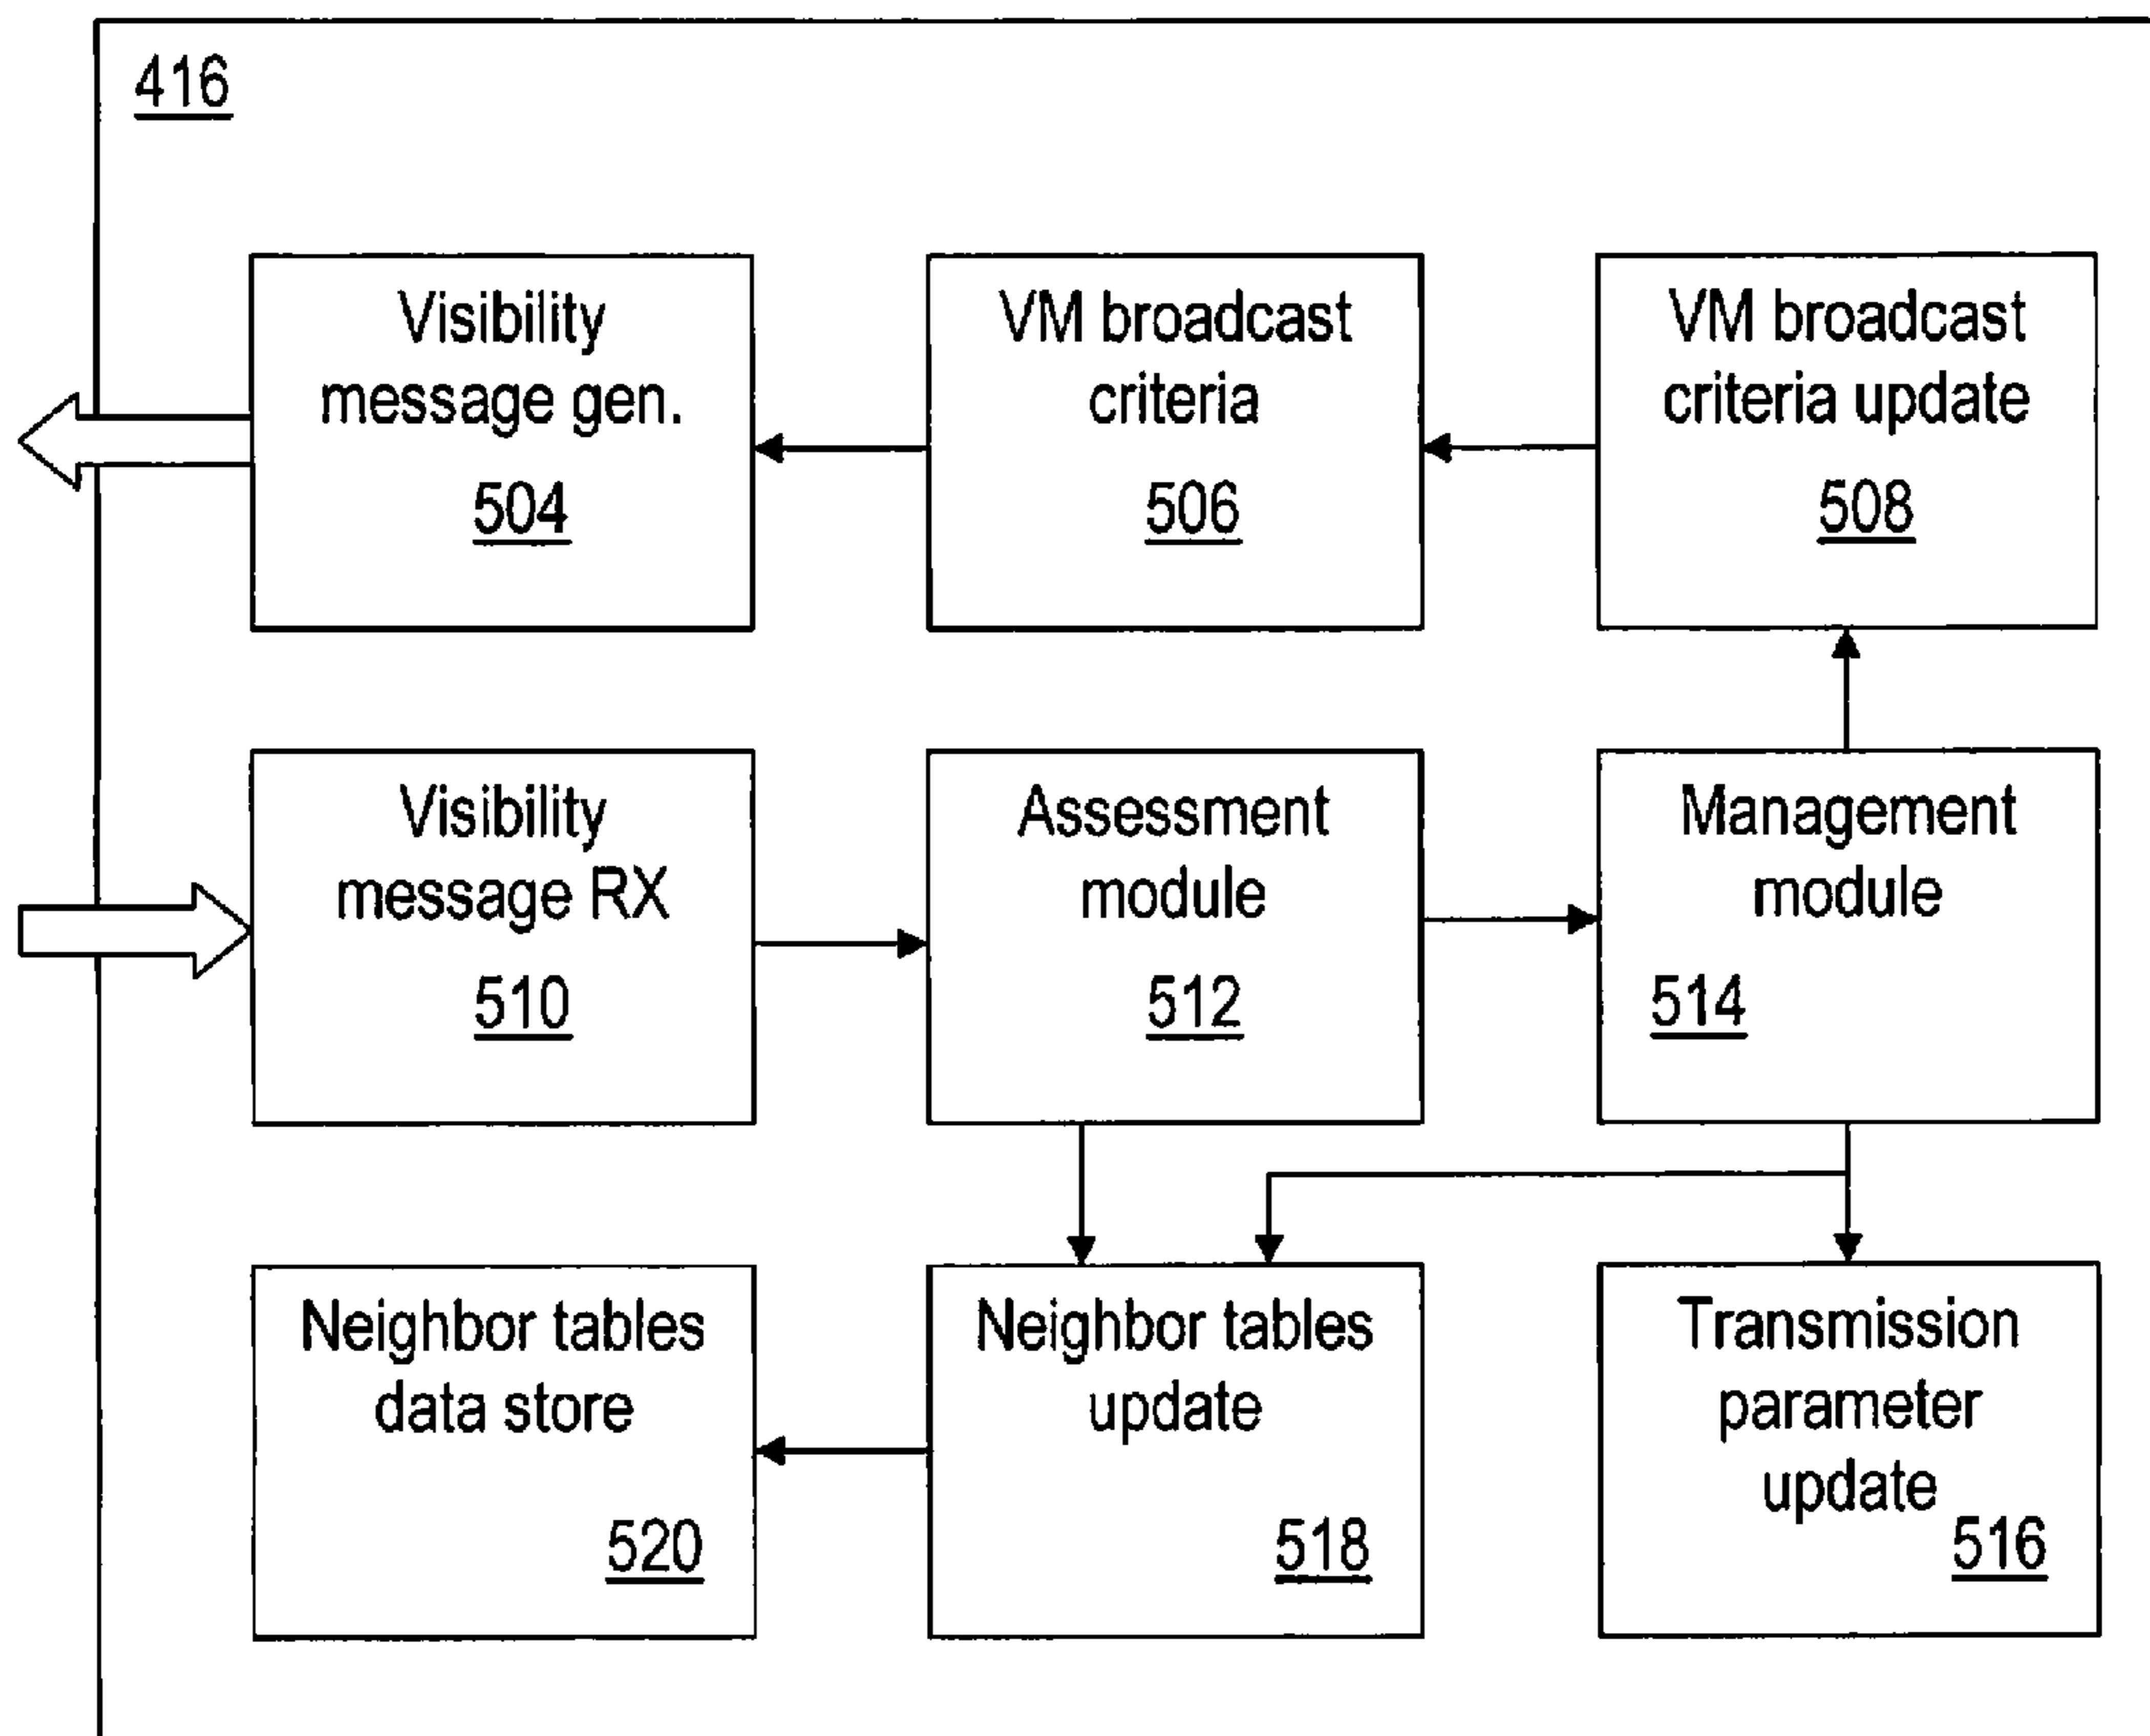 416
Visibility
message gen.
504
VM broadcast
criteria
506
VM broadcast
criteria update
508
Visibility
message RX
510
Assessment
module
512
Management
module
514
Neighbor tables
data store
520
Neighbor tables
update
518
Transmission
parameter
update
516